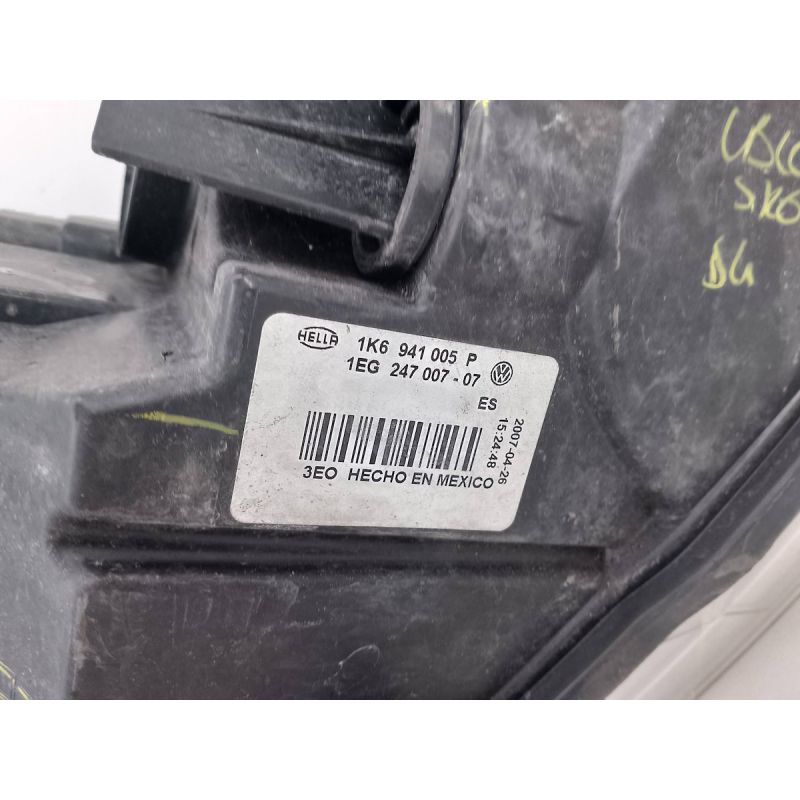 HELLA 1K6 941 005 P
1EG 247 007-07 VW
ES
2007-04-26
15:24:48
3EO HECHO EN MEXICO